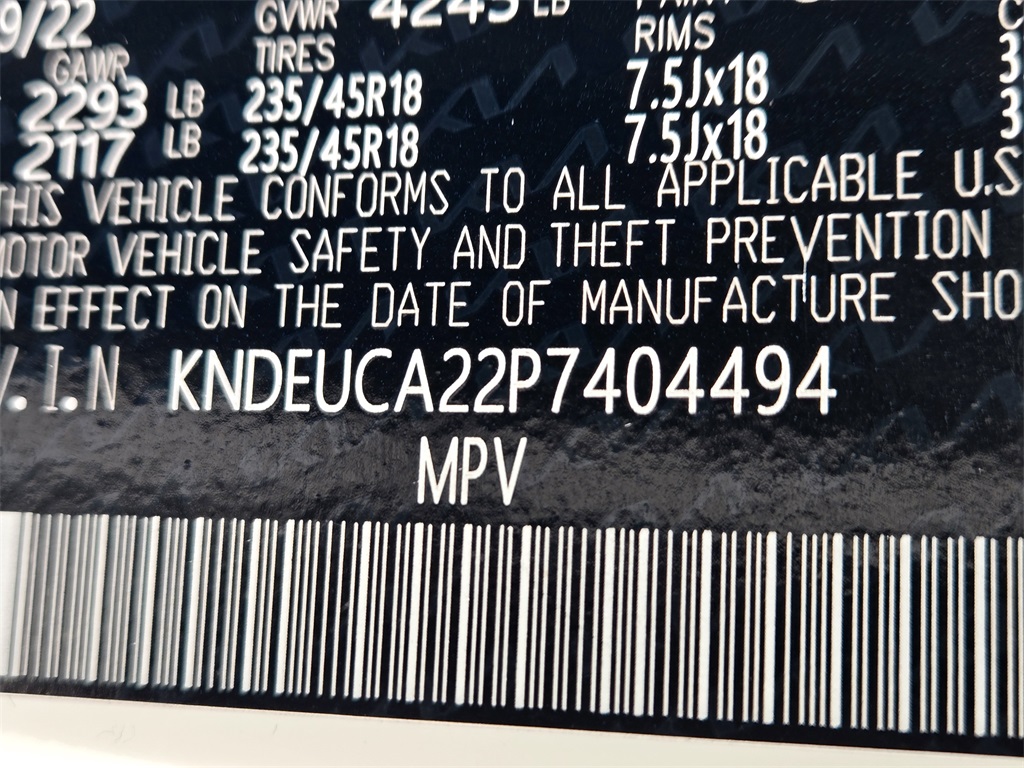 9/22 GVWR 4245 LB
GAWR TIRES RIMS
2293 LB 235/45R18 7.5Jx18 3
2117 LB 235/45R18 7.5Jx18 3
THIS VEHICLE CONFORMS TO ALL APPLICABLE U.S
MOTOR VEHICLE SAFETY AND THEFT PREVENTION
N EFFECT ON THE DATE OF MANUFACTURE SHO
V.I.N KNDEUCA22P7404494
MPV